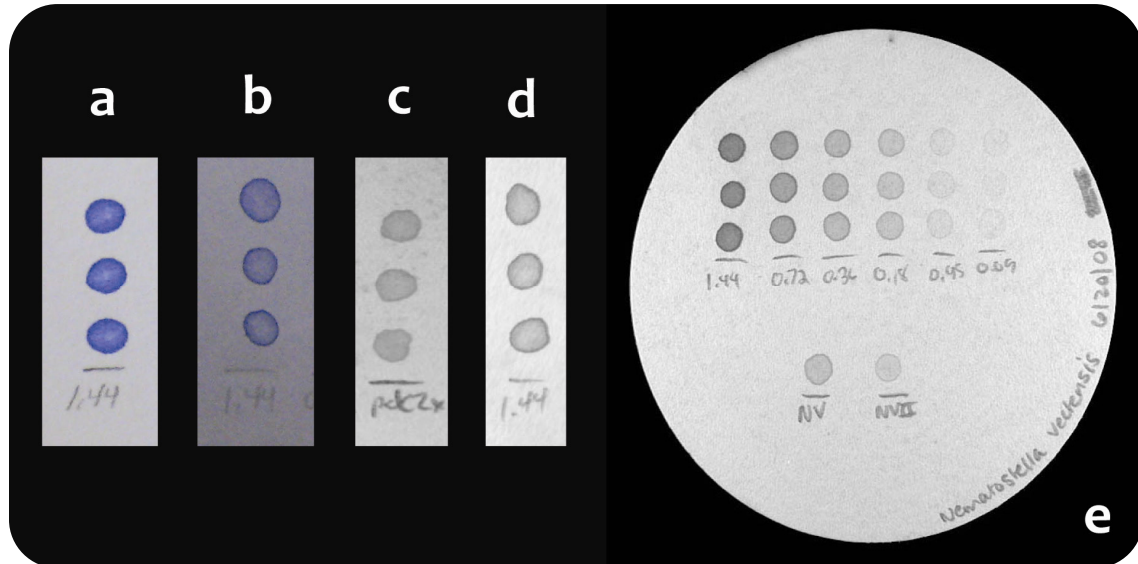 a b c d
1.44
1.44
pdc2x
1.44
1.44 0.72 0.36 0.18 0.45 0.09
NV NVII
Nematostella vectensis 6/20/08
e